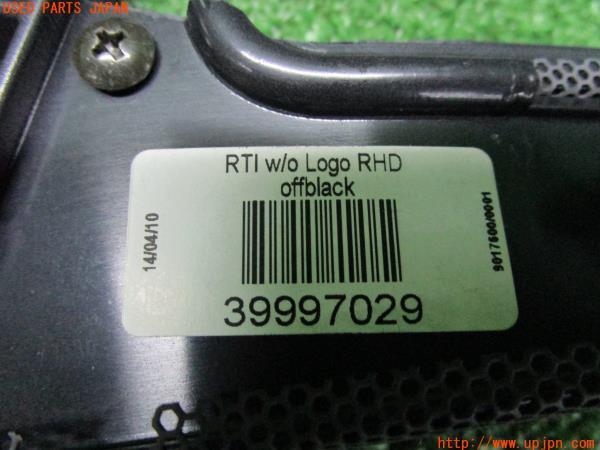 USED PARTS JAPAN
RTI w/o Logo RHD
offblack
14/04/10
9017600/0001
39997029
http://www.upjpn.com/